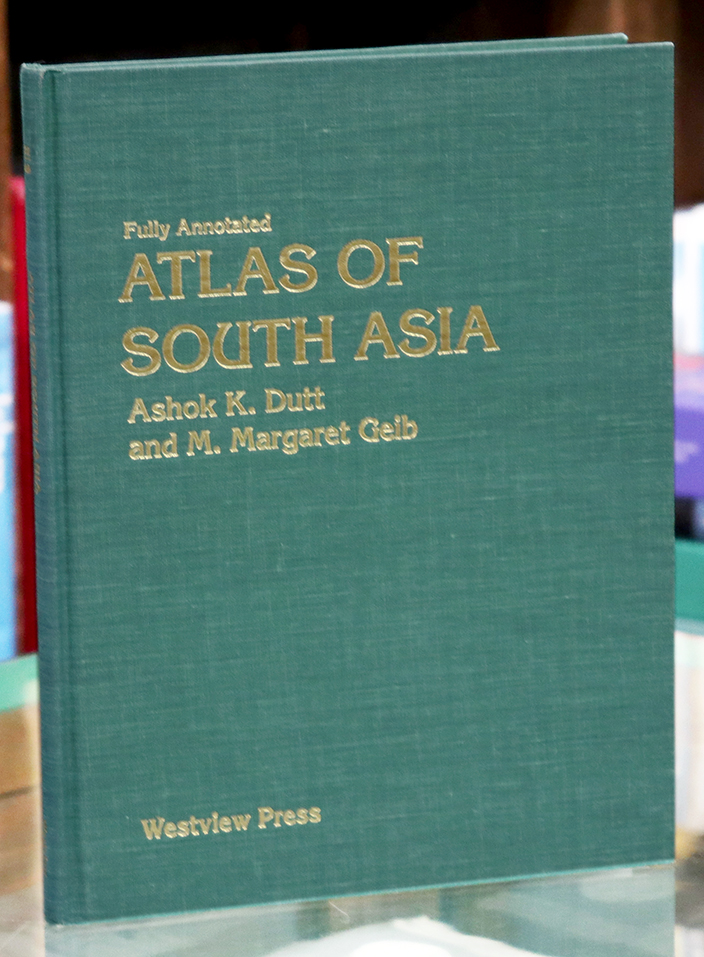 Fully Annotated
ATLAS OF
SOUTH ASIA
Ashok K. Dutt
and M. Margaret Geib
Westview Press